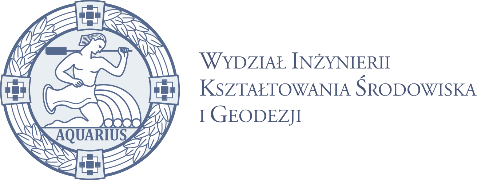 AQUARIUS
Wydział Inżynierii
Kształtowania Środowiska
i Geodezji